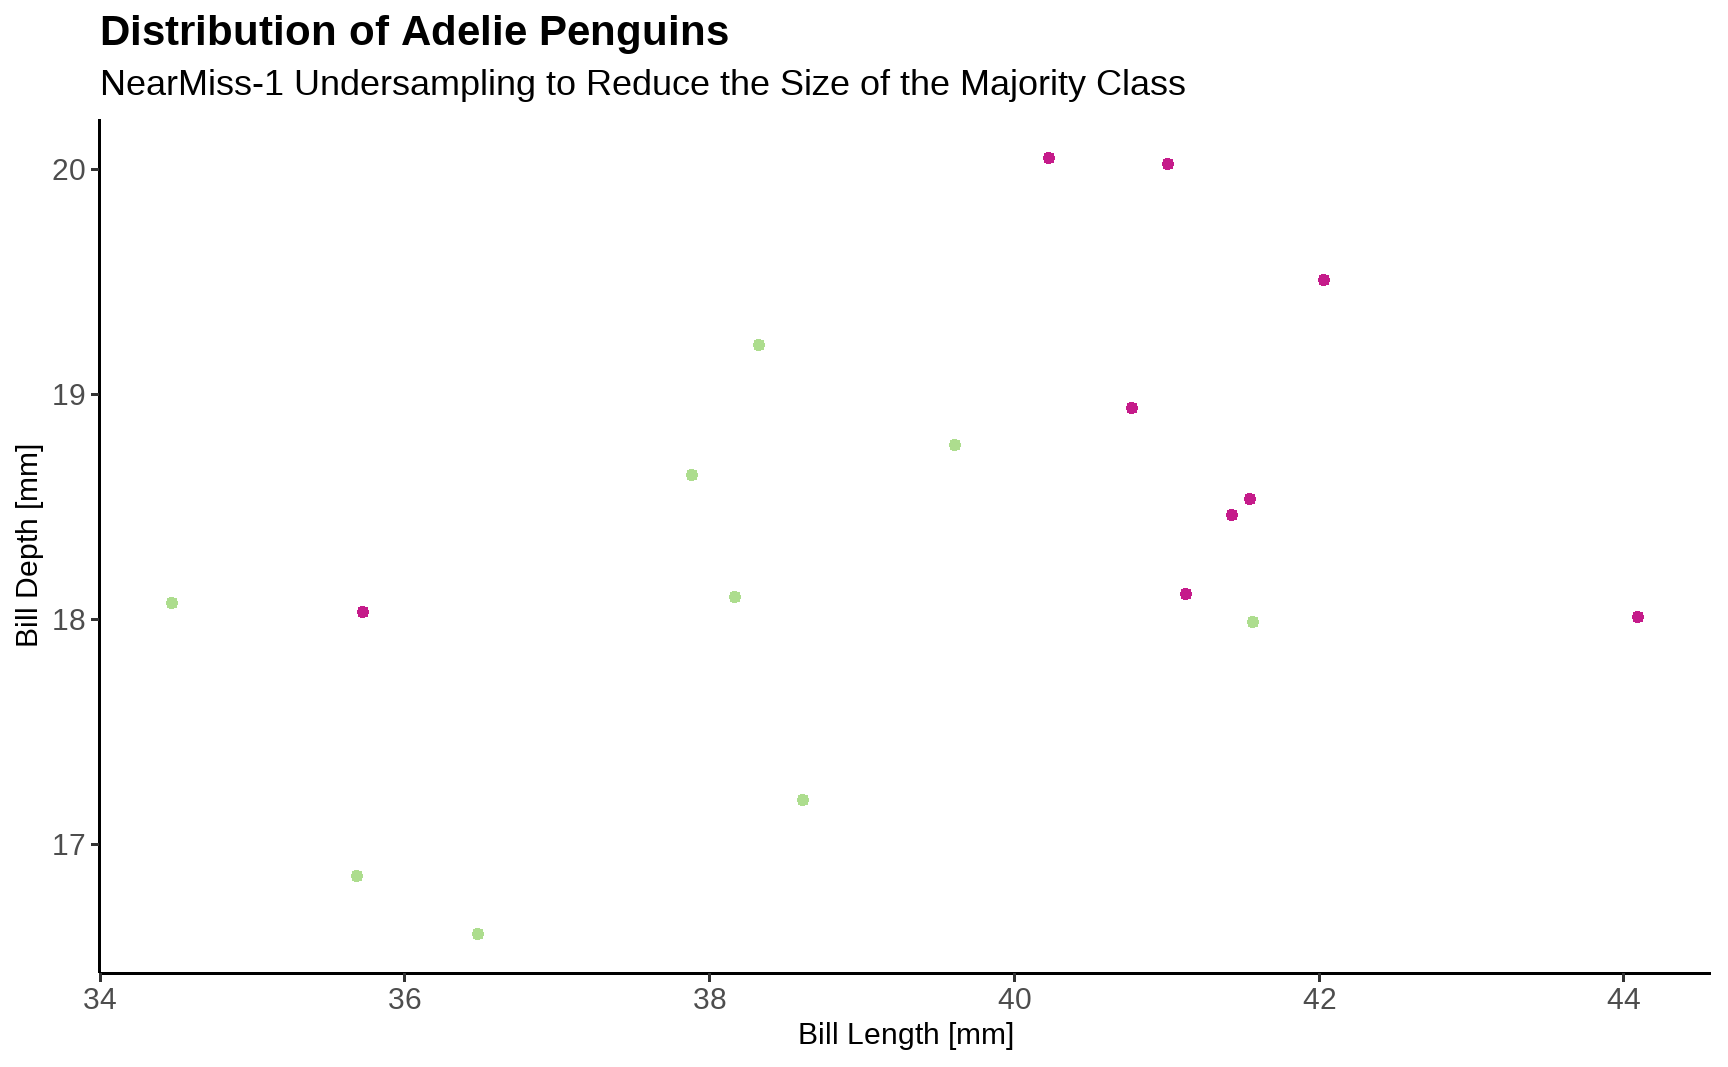 Distribution of Adelie Penguins
NearMiss-1 Undersampling to Reduce the Size of the Majority Class
20
19
18
17
Bill Depth [mm]
34 36 38 40 42 44
Bill Length [mm]